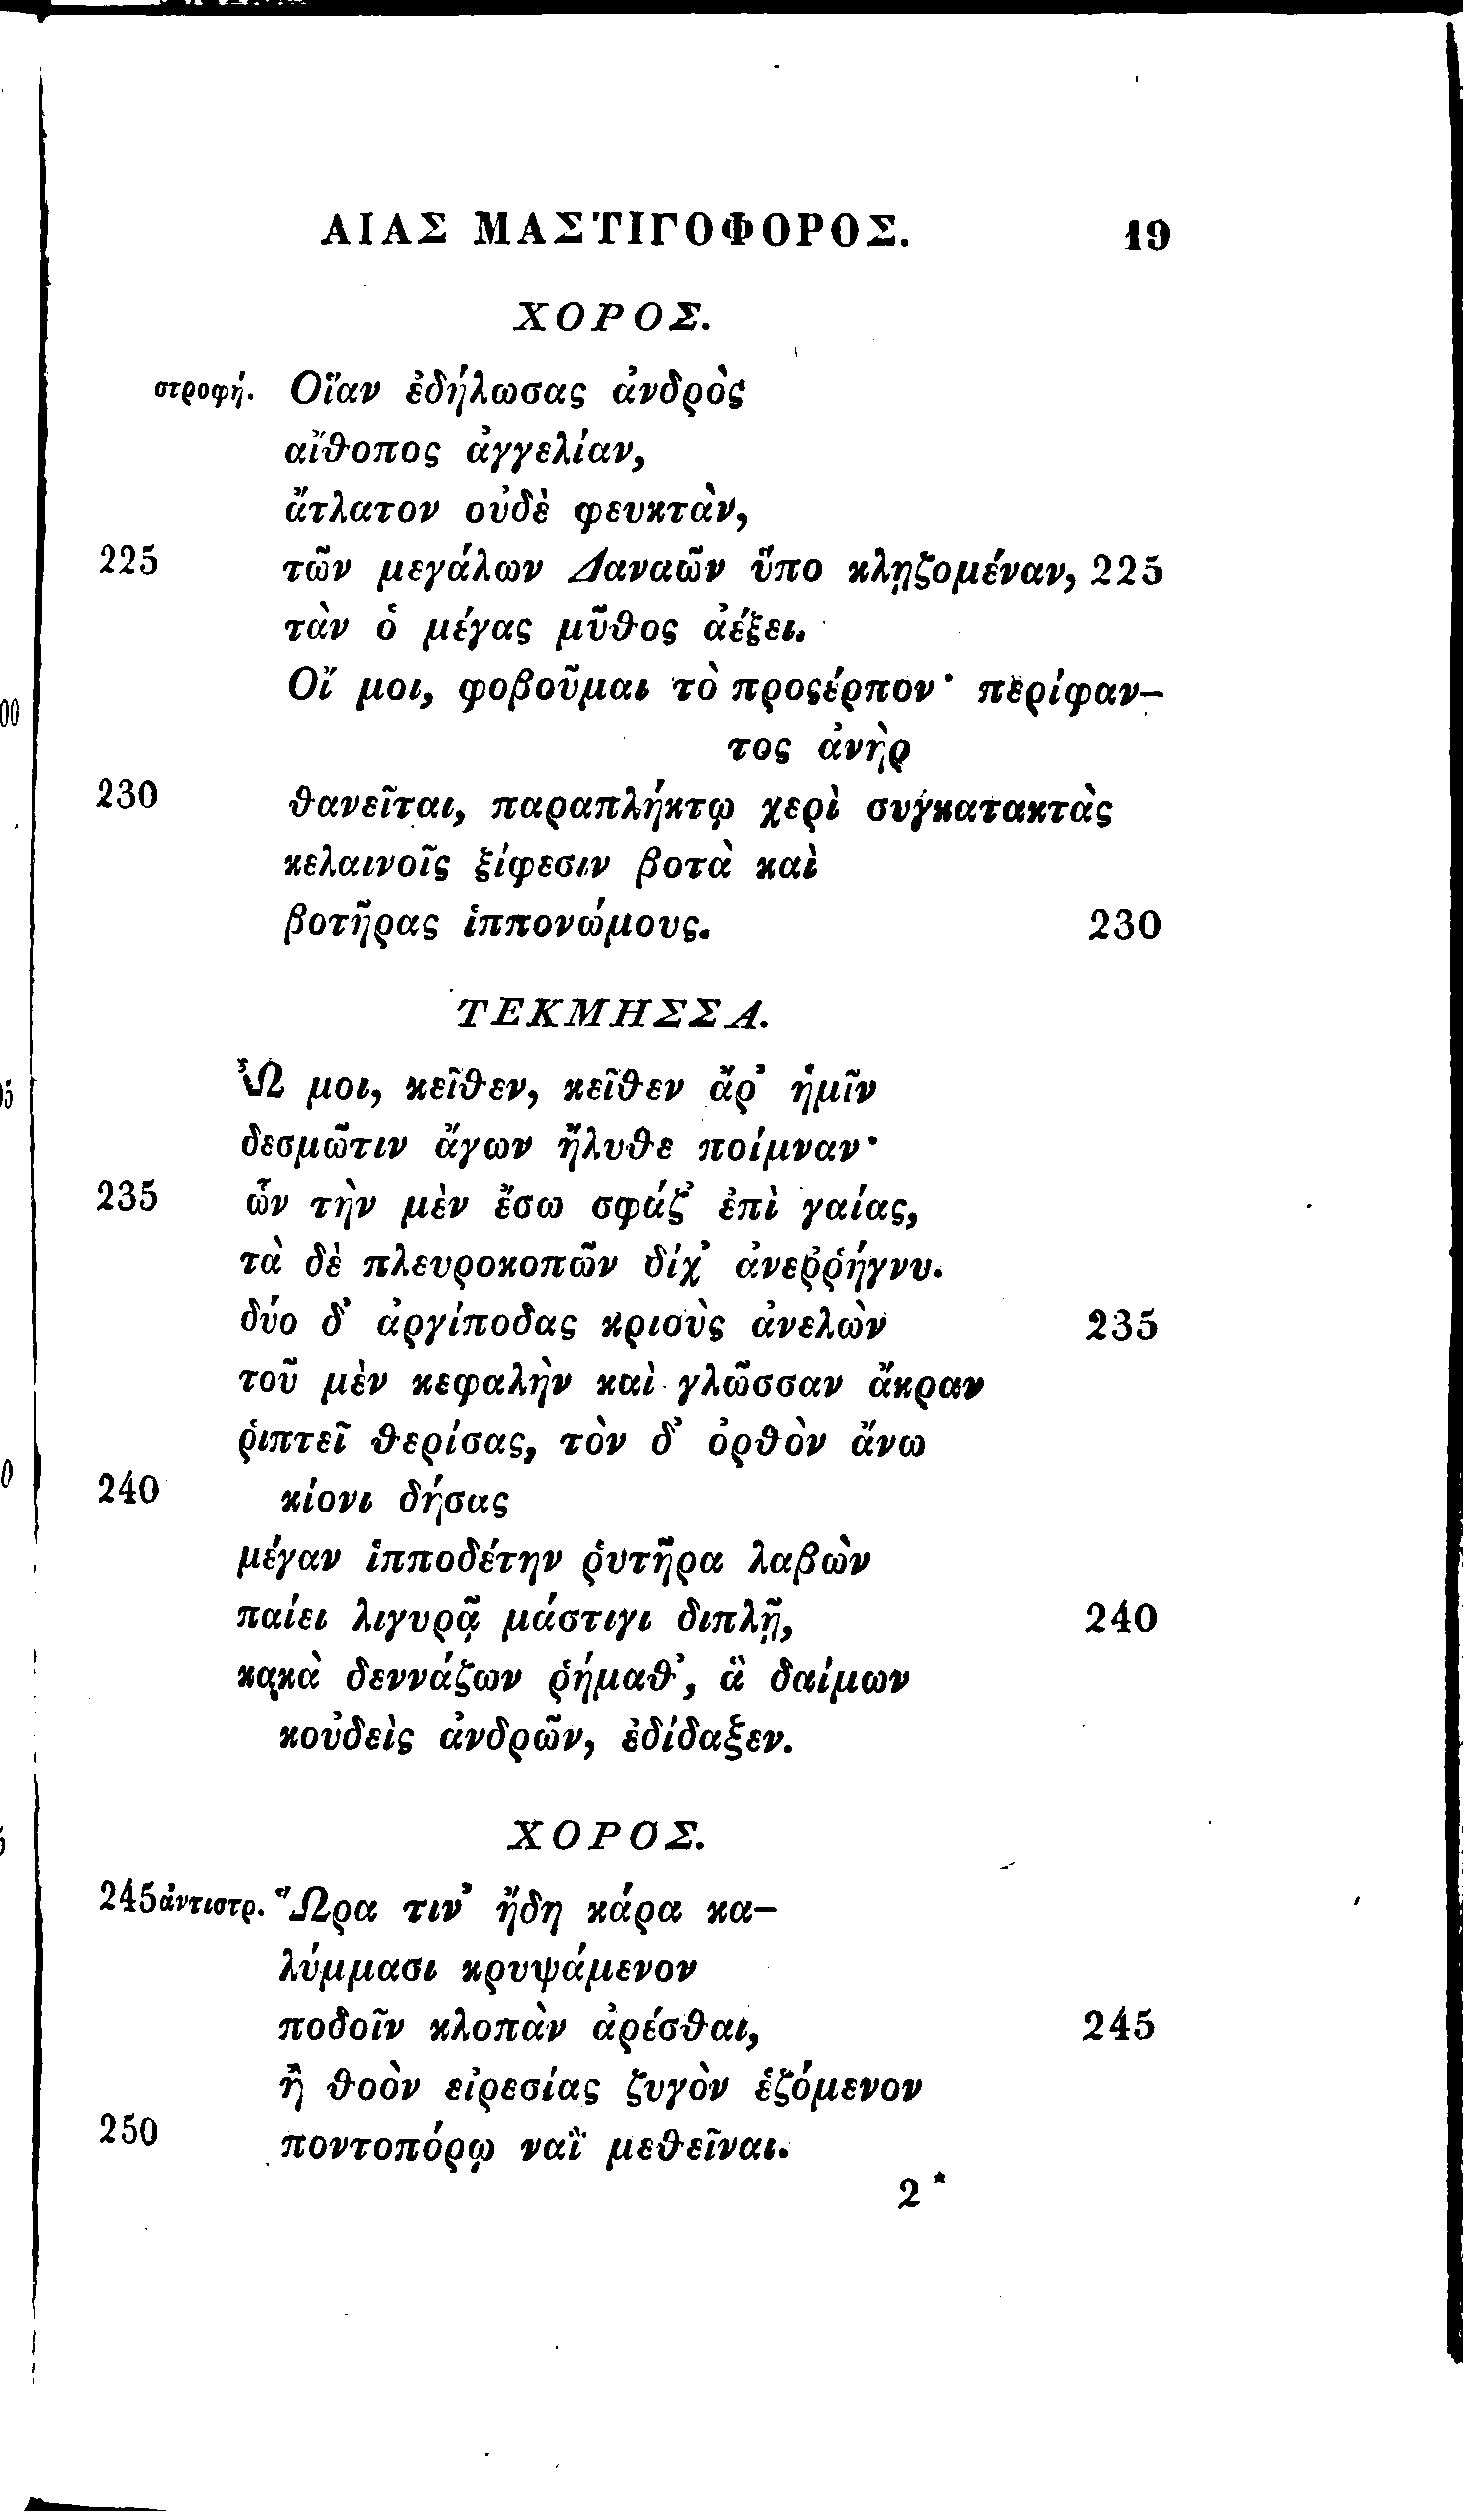 ΑΙΑΣ ΜΑΣΤΙΓΟΦΟΡΟΣ. 19
ΧΟΡΟΣ.
στροφή. Οἵαν ἐδήλωσας ἀνδρὸς
αἴθοπος ἀγγελίαν,
ἄτλατον οὐδὲ φευκτὰν,
225 τῶν μεγάλων Δαναῶν ὕπο κληζομέναν, 225
τὰν ὁ μέγας μῦθος ἀέξει.
Οἴ μοι, φοβοῦμαι τὸ προςέρπον· περίφαν-
τος ἀνὴρ
230 θανεῖται, παραπλήκτῳ χερὶ συγκατακτὰς
κελαινοῖς ξίφεσιν βοτὰ καὶ
βοτῆρας ἱππονώμους. 230
ΤΕΚΜΗΣΣΑ.
Ὤ μοι, κεῖθεν, κεῖθεν ἄρ’ ἡμῖν
δεσμῶτιν ἄγων ἤλυθε ποίμναν·
235 ὧν τὴν μὲν ἔσω σφάζ’ ἐπὶ γαίας,
τὰ δὲ πλευροκοπῶν δίχ’ ἀνεῤῥήγνυ.
δύο δ’ ἀργίποδας κριοὺς ἀνελὼν 235
τοῦ μὲν κεφαλὴν καὶ γλῶσσαν ἄκραν
ῥιπτεῖ θερίσας, τὸν δ’ ὀρθὸν ἄνω
240 κίονι δήσας
μέγαν ἱπποδέτην ῥυτῆρα λαβὼν
παίει λιγυρᾷ μάστιγι διπλῇ, 240
κακὰ δεννάζων ῥήμαθ’, ἃ δαίμων
κοὐδεὶς ἀνδρῶν, ἐδίδαξεν.
ΧΟΡΟΣ.
245 ἀντιστρ. Ὥρα τιν’ ἤδη κάρα κα-
λύμμασι κρυψάμενον
ποδοῖν κλοπὰν ἀρέσθαι, 245
ἢ θοὸν εἰρεσίας ζυγὸν ἑζόμενον
250 ποντοπόρῳ ναῒ μεθεῖναι.
2*